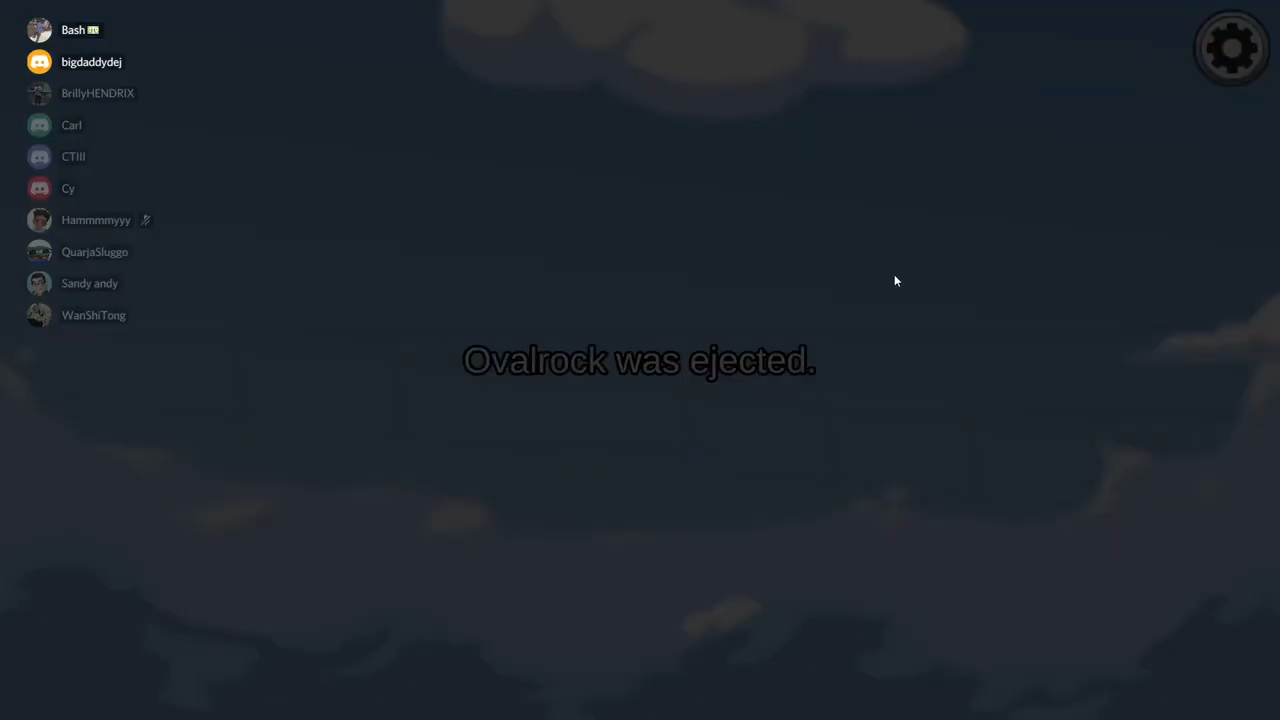 Bash
bigdaddydej
BrillyHENDRIX
Carl
CTIII
Cy
Hammmmyyy
QuarjaSluggo
Sandy andy
WanShiTong
Ovalrock was ejected.